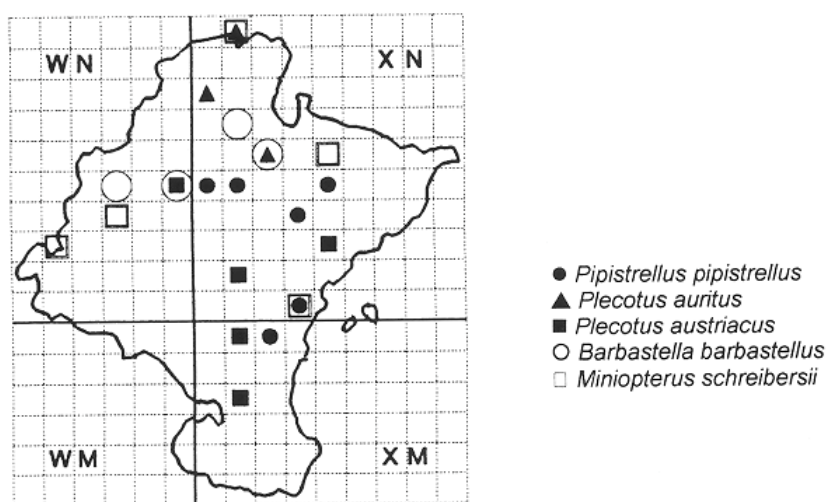 WN
XN
WM
XM
Pipistrellus pipistrellus
Plecotus auritus
Plecotus austriacus
Barbastella barbastellus
Miniopterus schreibersii